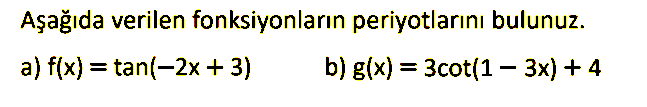 Aşağıda verilen fonksiyonların periyotlarını bulunuz.
a) f(x) = tan(−2x + 3) b) g(x) = 3cot(1 − 3x) + 4